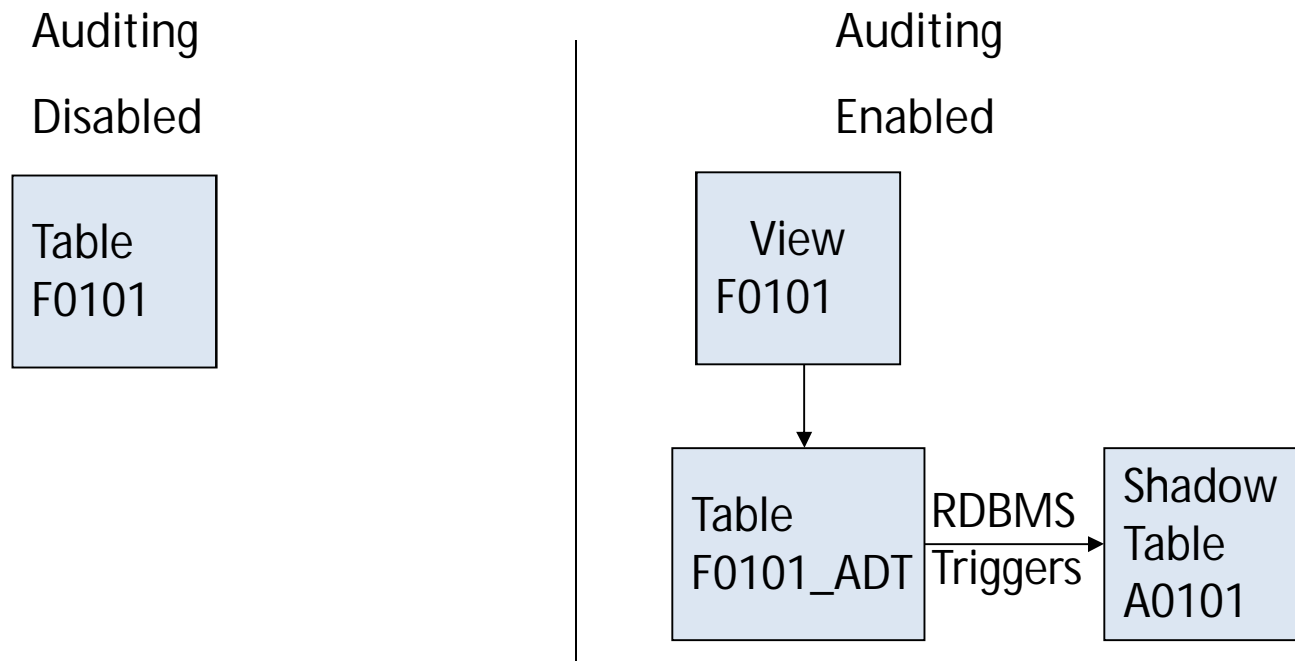 Auditing
Disabled
Table
F0101
Auditing
Enabled
View
F0101
Table
F0101_ADT
RDBMS
Triggers
Shadow
Table
A0101